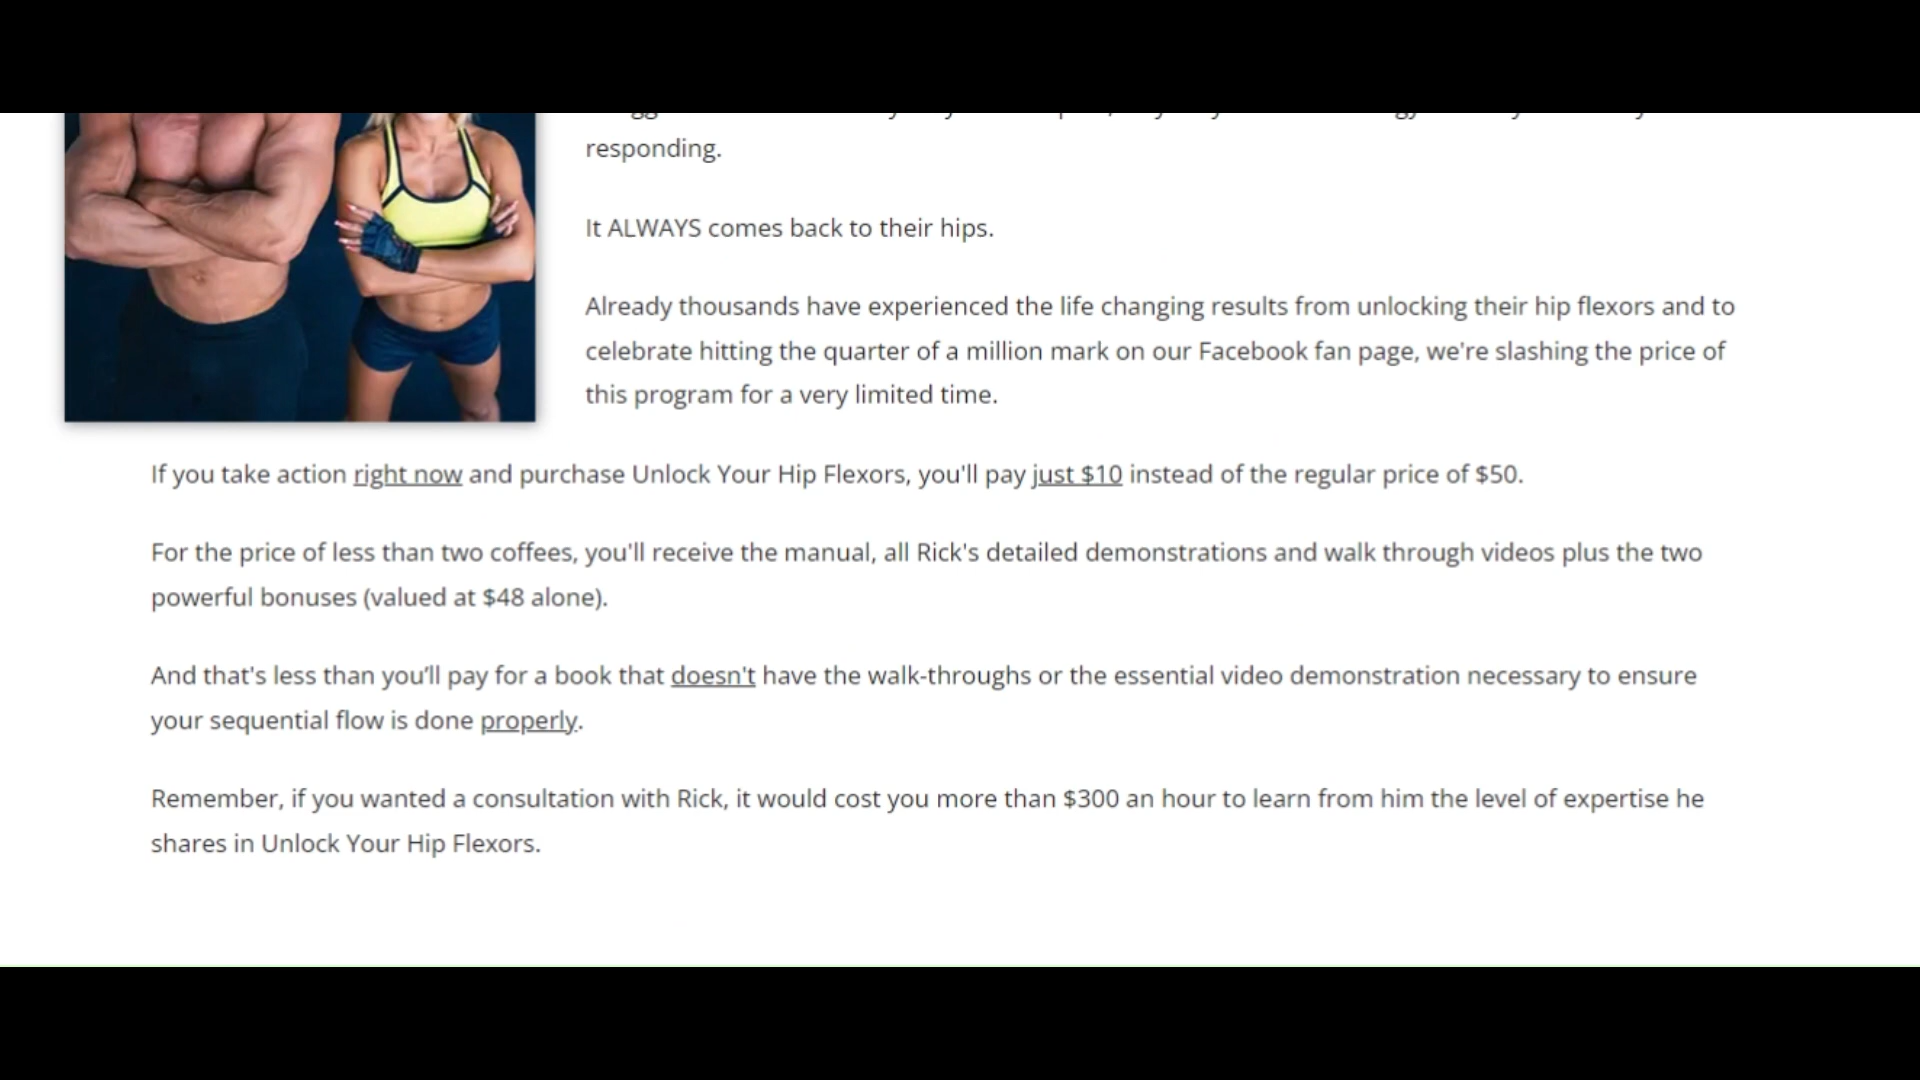 responding.
It ALWAYS comes back to their hips.
Already thousands have experienced the life changing results from unlocking their hip flexors and to
celebrate hitting the quarter of a million mark on our Facebook fan page, we're slashing the price of
this program for a very limited time.
If you take action right now and purchase Unlock Your Hip Flexors, you'll pay just $10 instead of the regular price of $50.
For the price of less than two coffees, you'll receive the manual, all Rick's detailed demonstrations and walk through videos plus the two
powerful bonuses (valued at $48 alone).
And that's less than you'll pay for a book that doesn't have the walk-throughs or the essential video demonstration necessary to ensure
your sequential flow is done properly.
Remember, if you wanted a consultation with Rick, it would cost you more than $300 an hour to learn from him the level of expertise he
shares in Unlock Your Hip Flexors.